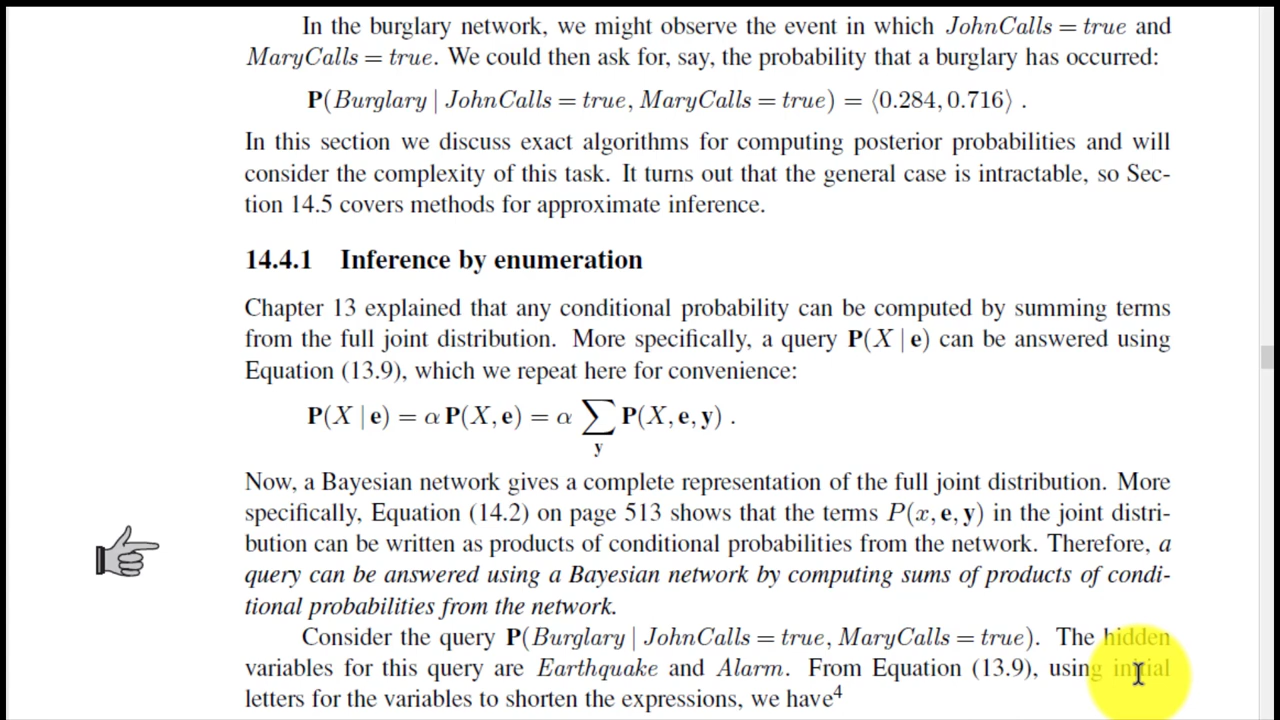 In the burglary network, we might observe the event in which JohnCalls = true and
MaryCalls = true. We could then ask for, say, the probability that a burglary has occurred:
P(Burglary | JohnCalls = true, MaryCalls = true) = ⟨0.284, 0.716⟩ .
In this section we discuss exact algorithms for computing posterior probabilities and will
consider the complexity of this task. It turns out that the general case is intractable, so Sec-
tion 14.5 covers methods for approximate inference.
14.4.1 Inference by enumeration
Chapter 13 explained that any conditional probability can be computed by summing terms
from the full joint distribution. More specifically, a query P(X | e) can be answered using
Equation (13.9), which we repeat here for convenience:
P(X | e) = α P(X, e) = α ∑ P(X, e, y) .
y
Now, a Bayesian network gives a complete representation of the full joint distribution. More
specifically, Equation (14.2) on page 513 shows that the terms P(x, e, y) in the joint distri-
bution can be written as products of conditional probabilities from the network. Therefore, a
query can be answered using a Bayesian network by computing sums of products of condi-
tional probabilities from the network.
Consider the query P(Burglary | JohnCalls = true, MaryCalls = true). The hidden
variables for this query are Earthquake and Alarm. From Equation (13.9), using initial
letters for the variables to shorten the expressions, we have⁴